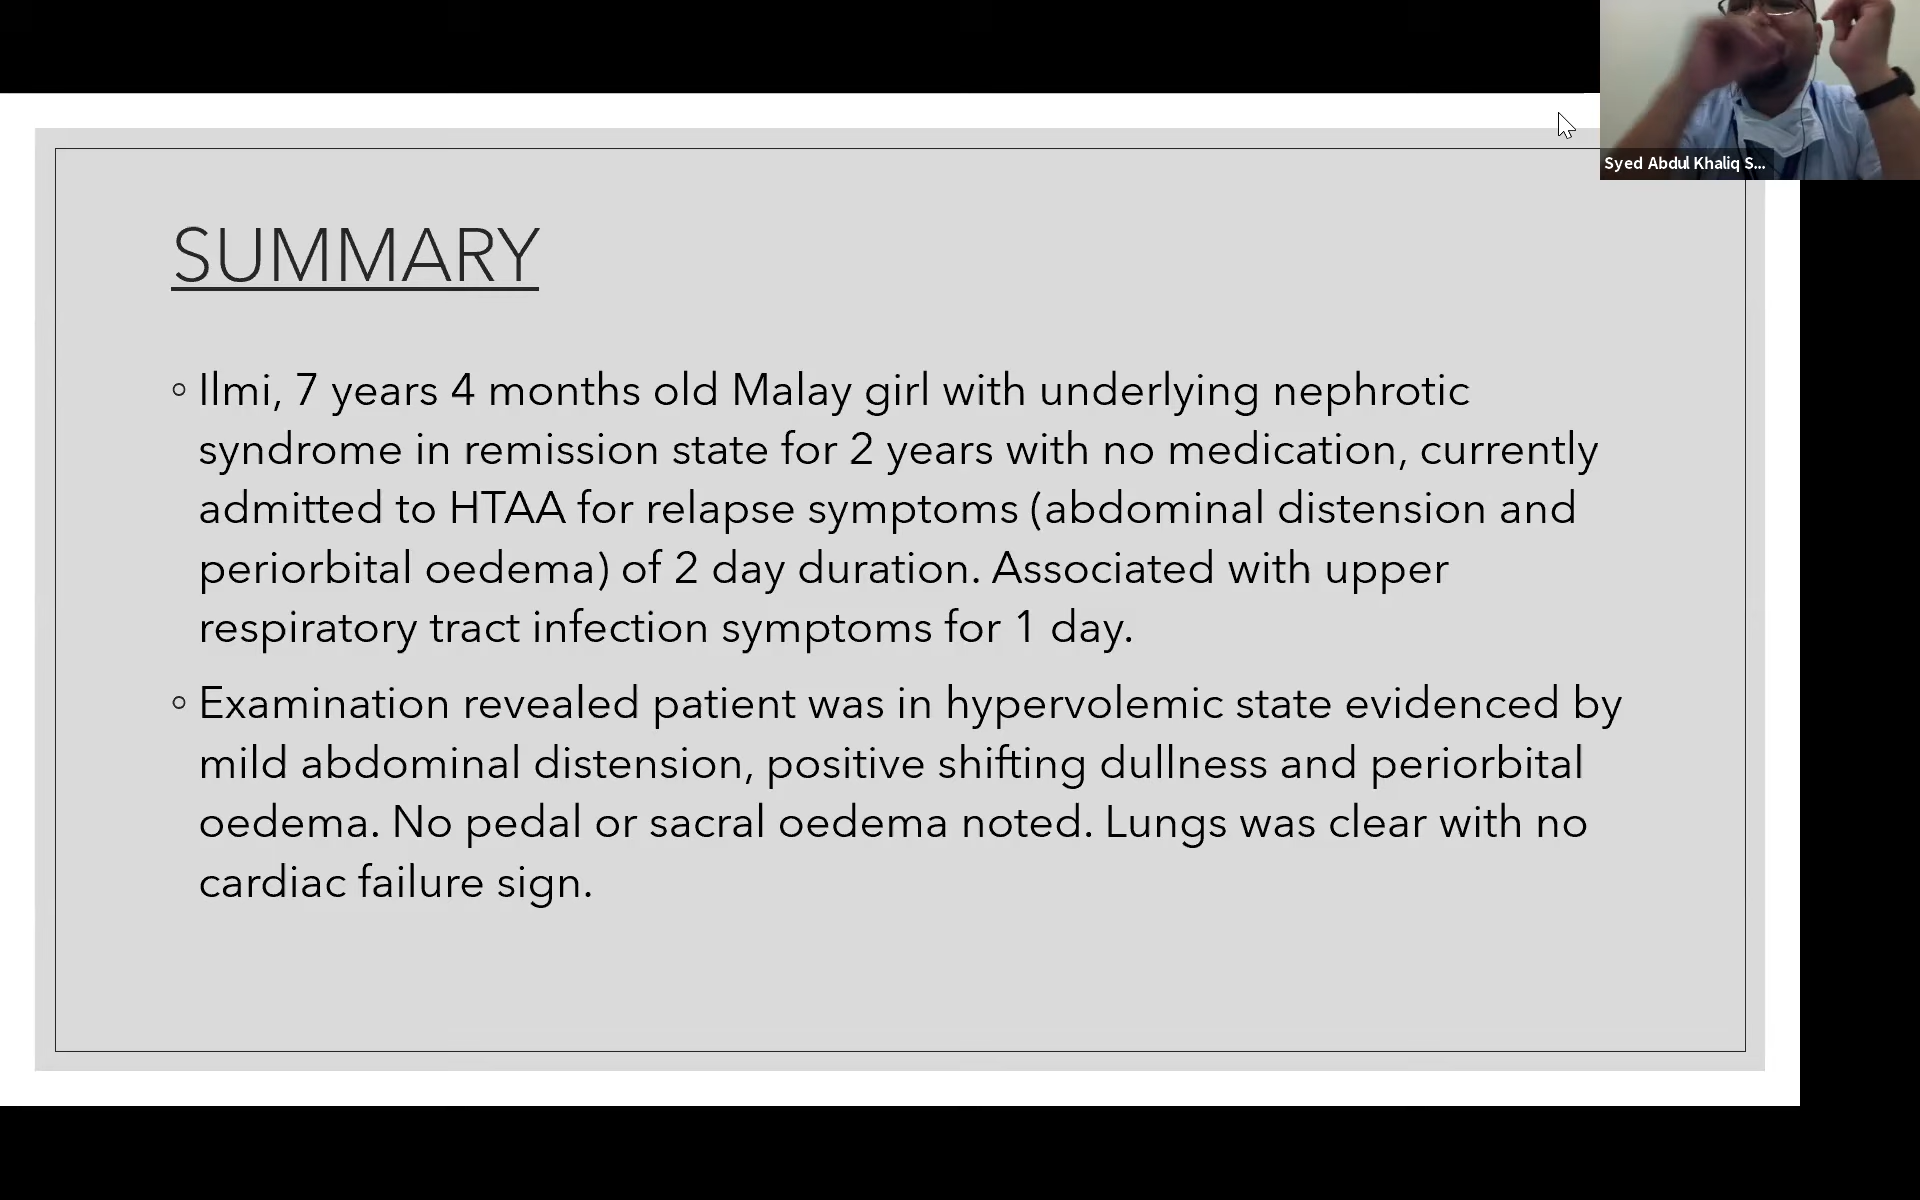 Syed Abdul Khaliq S...
SUMMARY
◦ Ilmi, 7 years 4 months old Malay girl with underlying nephrotic
syndrome in remission state for 2 years with no medication, currently
admitted to HTAA for relapse symptoms (abdominal distension and
periorbital oedema) of 2 day duration. Associated with upper
respiratory tract infection symptoms for 1 day.
◦ Examination revealed patient was in hypervolemic state evidenced by
mild abdominal distension, positive shifting dullness and periorbital
oedema. No pedal or sacral oedema noted. Lungs was clear with no
cardiac failure sign.